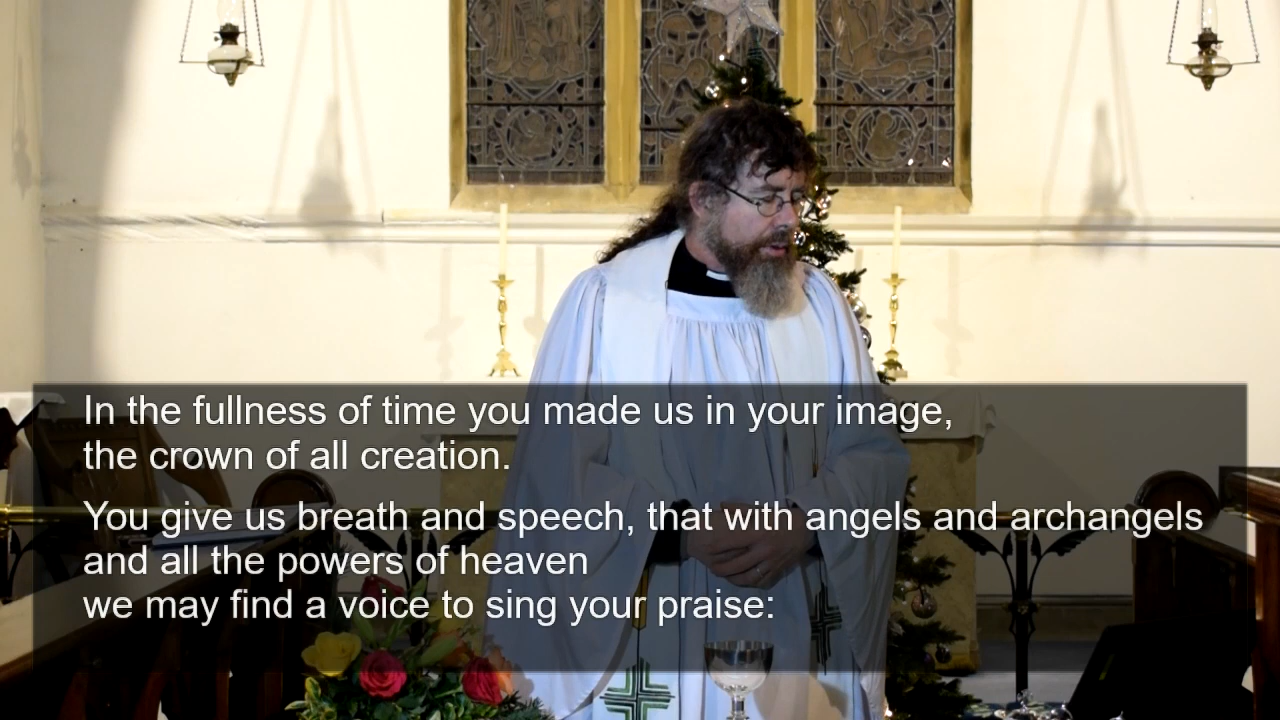 In the fullness of time you made us in your image,
the crown of all creation.
You give us breath and speech, that with angels and archangels
and all the powers of heaven
we may find a voice to sing your praise: